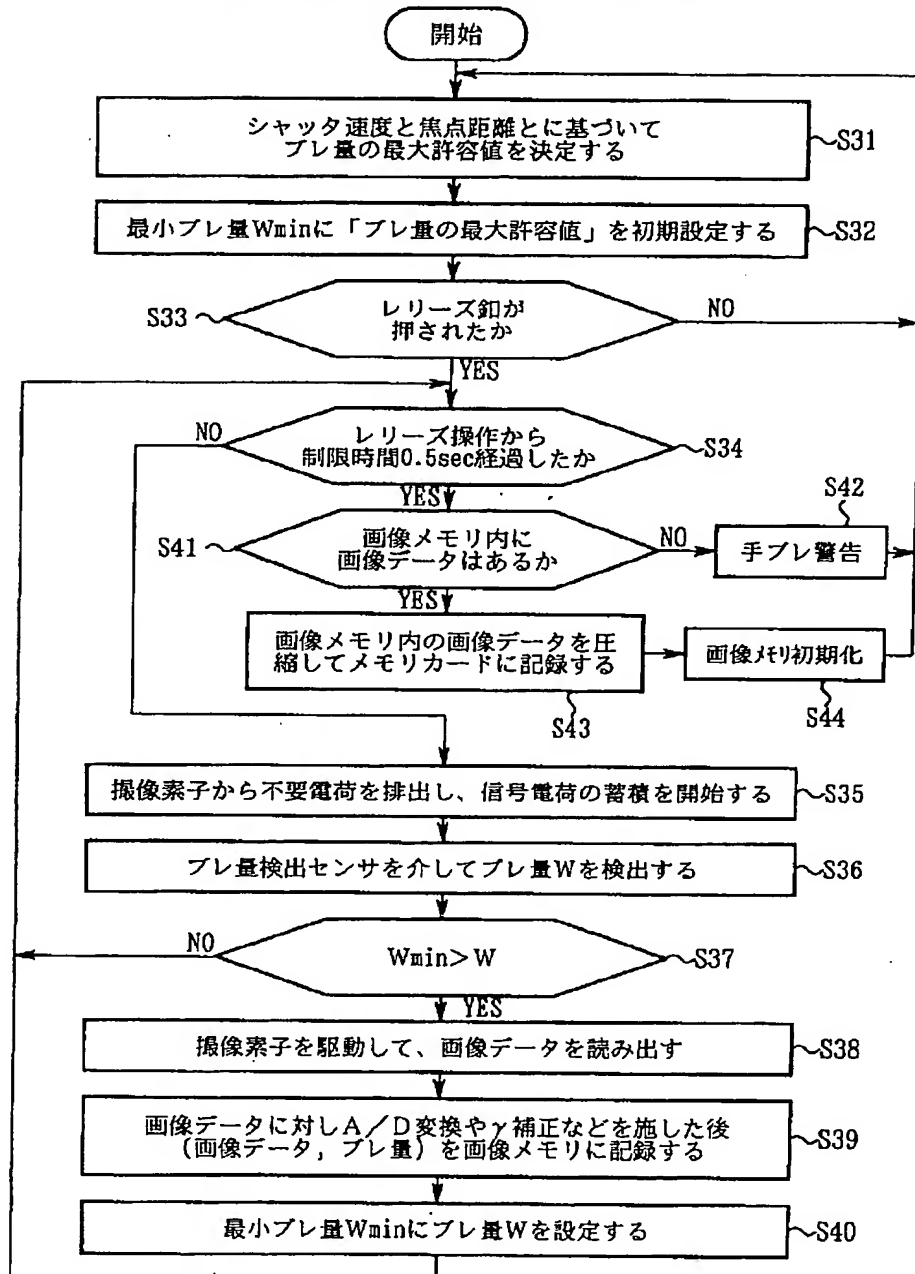 開始
シャッタ速度と焦点距離とに基づいて
ブレ量の最大許容値を決定する
S31
最小ブレ量Wminに「ブレ量の最大許容値」を初期設定する
S32
S33
レリーズ釦が
押されたか
NO
YES
NO
レリーズ操作から
制限時間0.5sec経過したか
S34
YES
S41
画像メモリ内に
画像データはあるか
NO
S42
手ブレ警告
YES
画像メモリ内の画像データを圧
縮してメモリカードに記録する
S43
画像メモリ初期化
S44
撮像素子から不要電荷を排出し、信号電荷の蓄積を開始する
S35
ブレ量検出センサを介してブレ量Wを検出する
S36
NO
Wmin>W
S37
YES
撮像素子を駆動して、画像データを読み出す
S38
画像データに対しA/D変換やγ補正などを施した後
(画像データ, ブレ量)を画像メモリに記録する
S39
最小ブレ量Wminにブレ量Wを設定する
S40